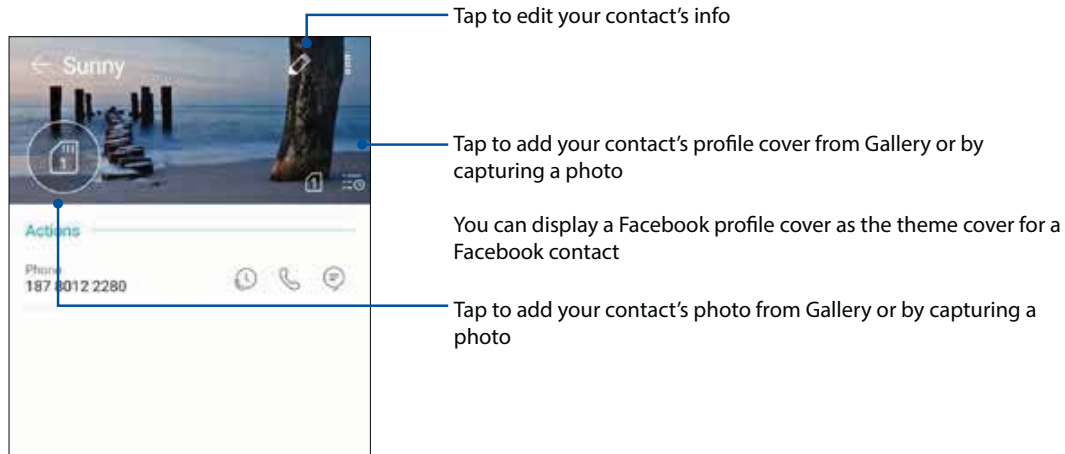 Tap to edit your contact's info
Sunny
Tap to add your contact's profile cover from Gallery or by
capturing a photo
1
1
You can display a Facebook profile cover as the theme cover for a
Facebook contact
Actions
Phone
187 8012 2280
Tap to add your contact's photo from Gallery or by capturing a
photo